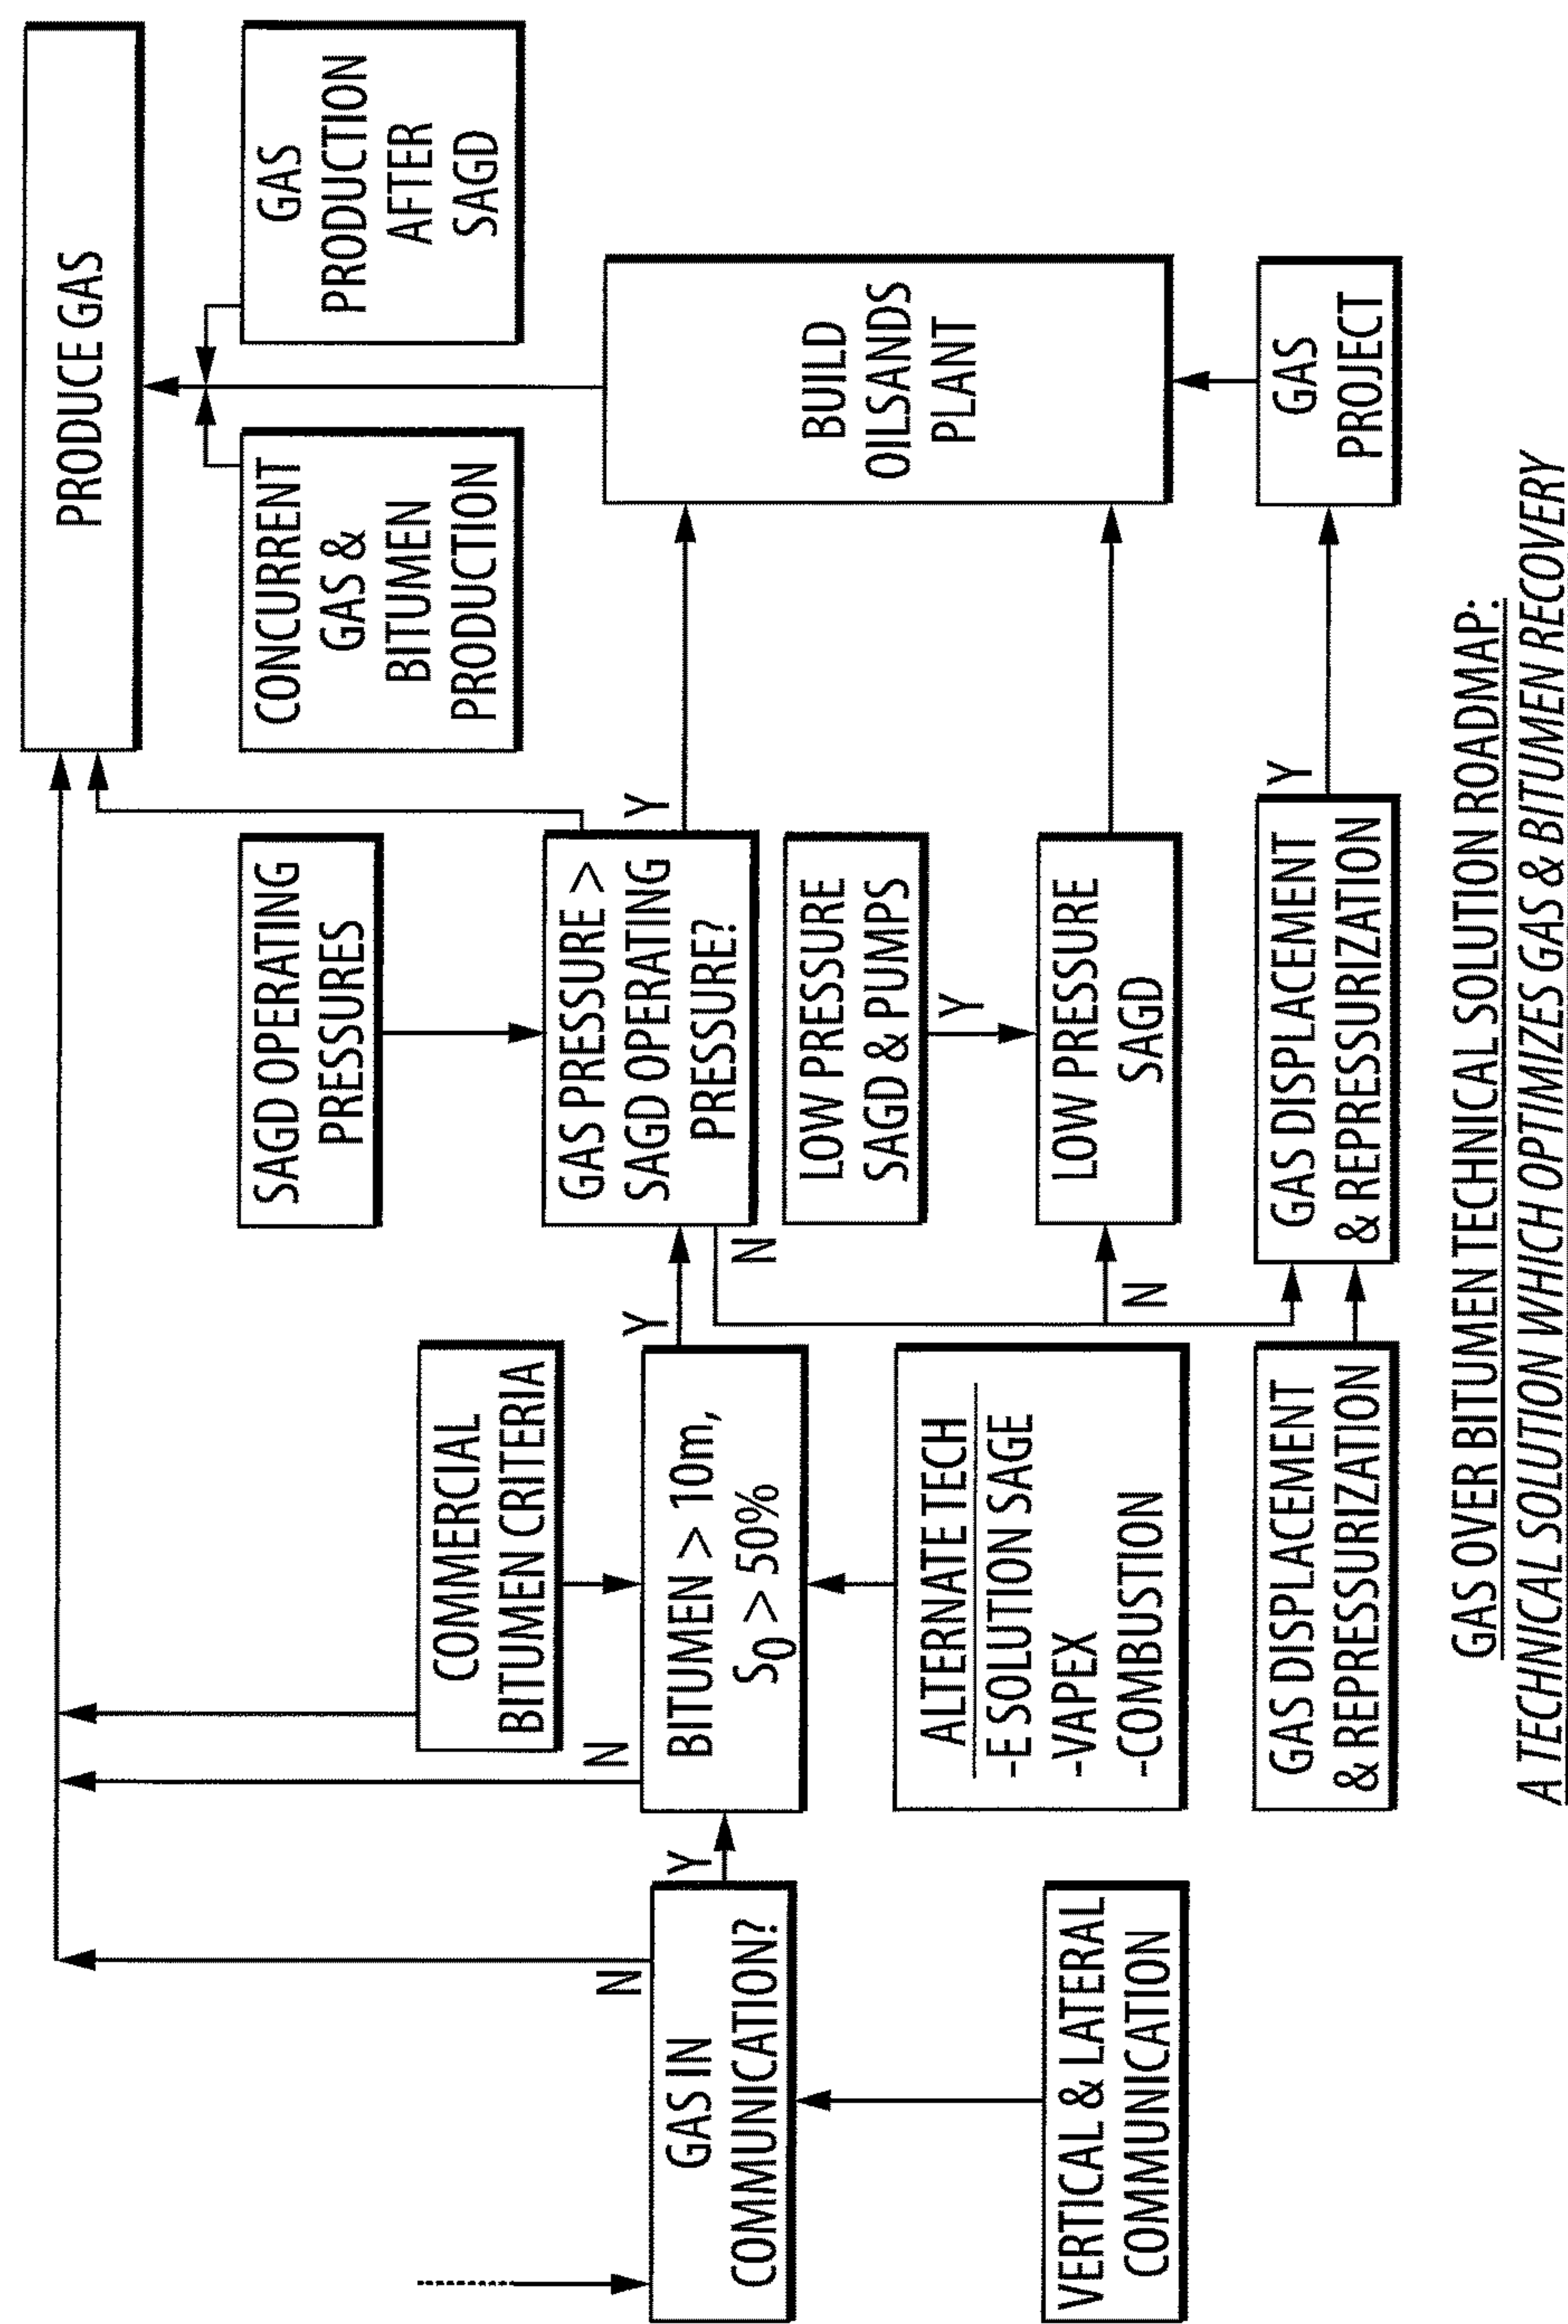 PRODUCE GAS
CONCURRENT
GAS &
BITUMEN
PRODUCTION
GAS
PRODUCTION
AFTER
SAGD
SAGD OPERATING
PRESSURES
COMMERCIAL
BITUMEN CRITERIA
N
N
GAS IN
COMMUNICATION?
Y
BITUMEN > 10m,
S0 > 50%
Y
GAS PRESSURE >
SAGD OPERATING
PRESSURE?
Y
N
BUILD
OILSANDS
PLANT
LOW PRESSURE
SAGD & PUMPS
Y
ALTERNATE TECH
-E SOLUTION SAGE
-VAPEX
-COMBUSTION
VERTICAL & LATERAL
COMMUNICATION
N
LOW PRESSURE
SAGD
GAS DISPLACEMENT
& REPRESSURIZATION
GAS DISPLACEMENT
& REPRESSURIZATION
Y
GAS
PROJECT
GAS OVER BITUMEN TECHNICAL SOLUTION ROADMAP:
A TECHNICAL SOLUTION WHICH OPTIMIZES GAS & BITUMEN RECOVERY